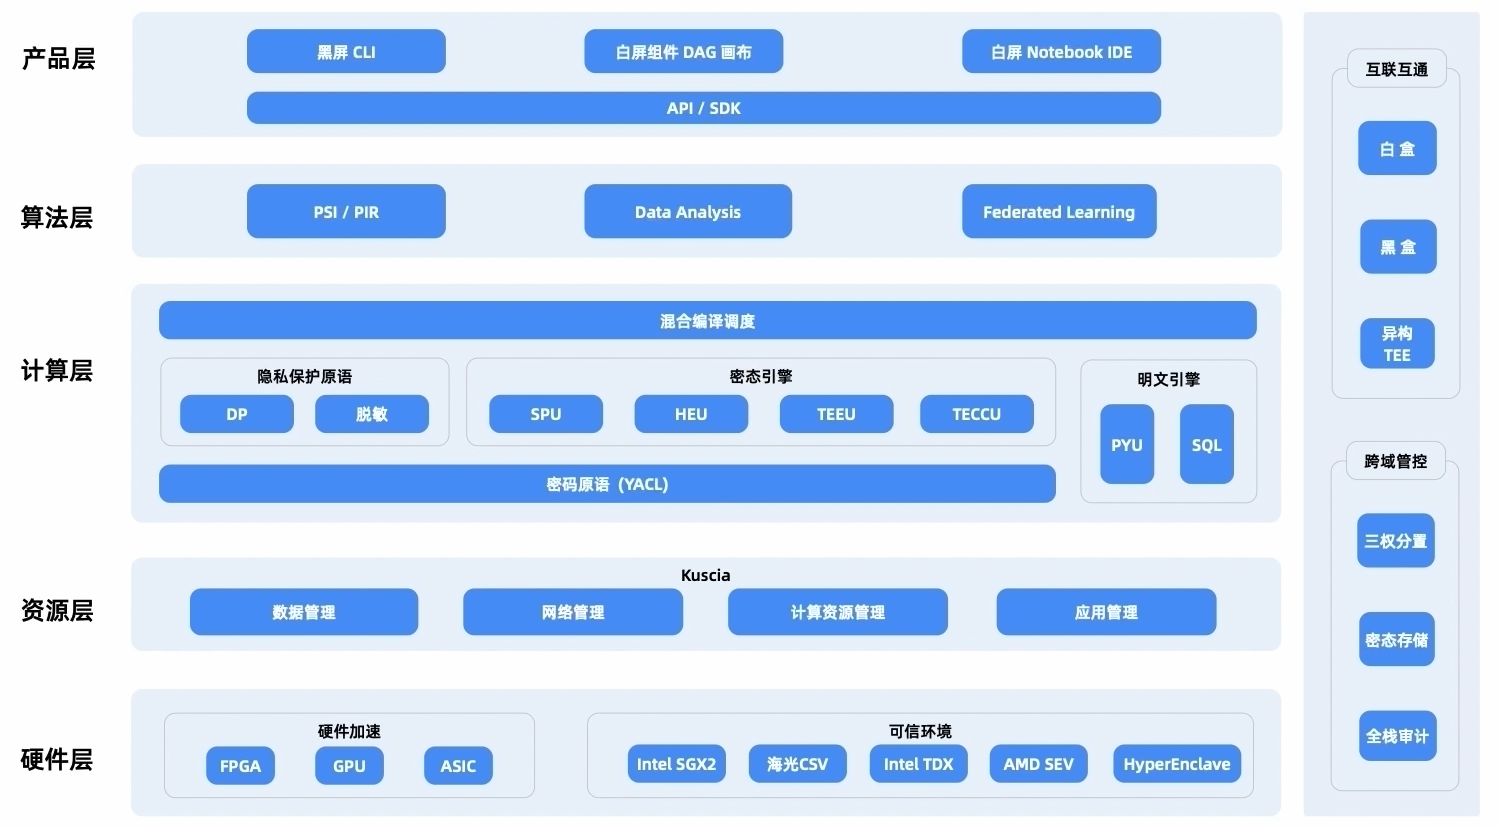 产品层
黑屏 CLI
白屏组件 DAG 画布
白屏 Notebook IDE
API / SDK
算法层
PSI / PIR
Data Analysis
Federated Learning
计算层
混合编译调度
隐私保护原语
DP
脱敏
密态引擎
SPU
HEU
TEEU
TECCU
明文引擎
PYU
SQL
密码原语 (YACL)
资源层
Kuscia
数据管理
网络管理
计算资源管理
应用管理
硬件层
硬件加速
FPGA
GPU
ASIC
可信环境
Intel SGX2
海光CSV
Intel TDX
AMD SEV
HyperEnclave
互联互通
白 盒
黑 盒
异构
TEE
跨域管控
三权分置
密态存储
全栈审计